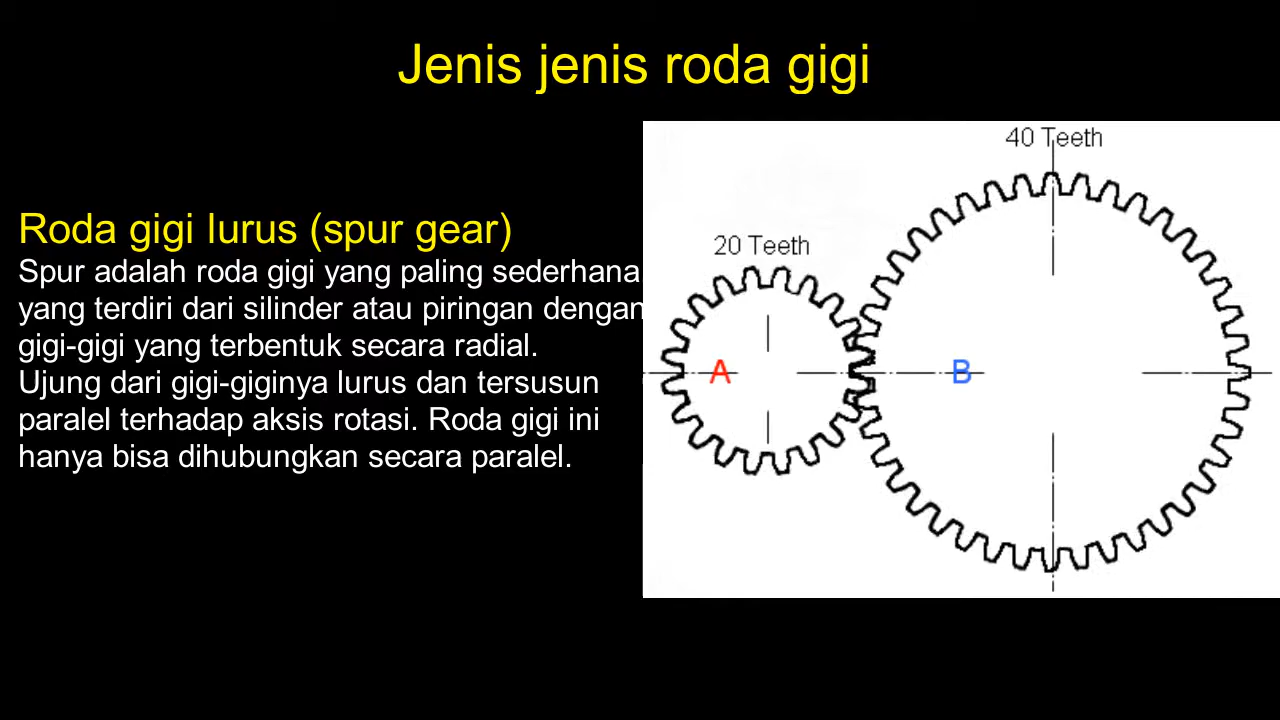 Jenis jenis roda gigi
Roda gigi lurus (spur gear)
Spur adalah roda gigi yang paling sederhana
yang terdiri dari silinder atau piringan dengan
gigi-gigi yang terbentuk secara radial.
Ujung dari gigi-giginya lurus dan tersusun
paralel terhadap aksis rotasi. Roda gigi ini
hanya bisa dihubungkan secara paralel.
40 Teeth
20 Teeth
A
B